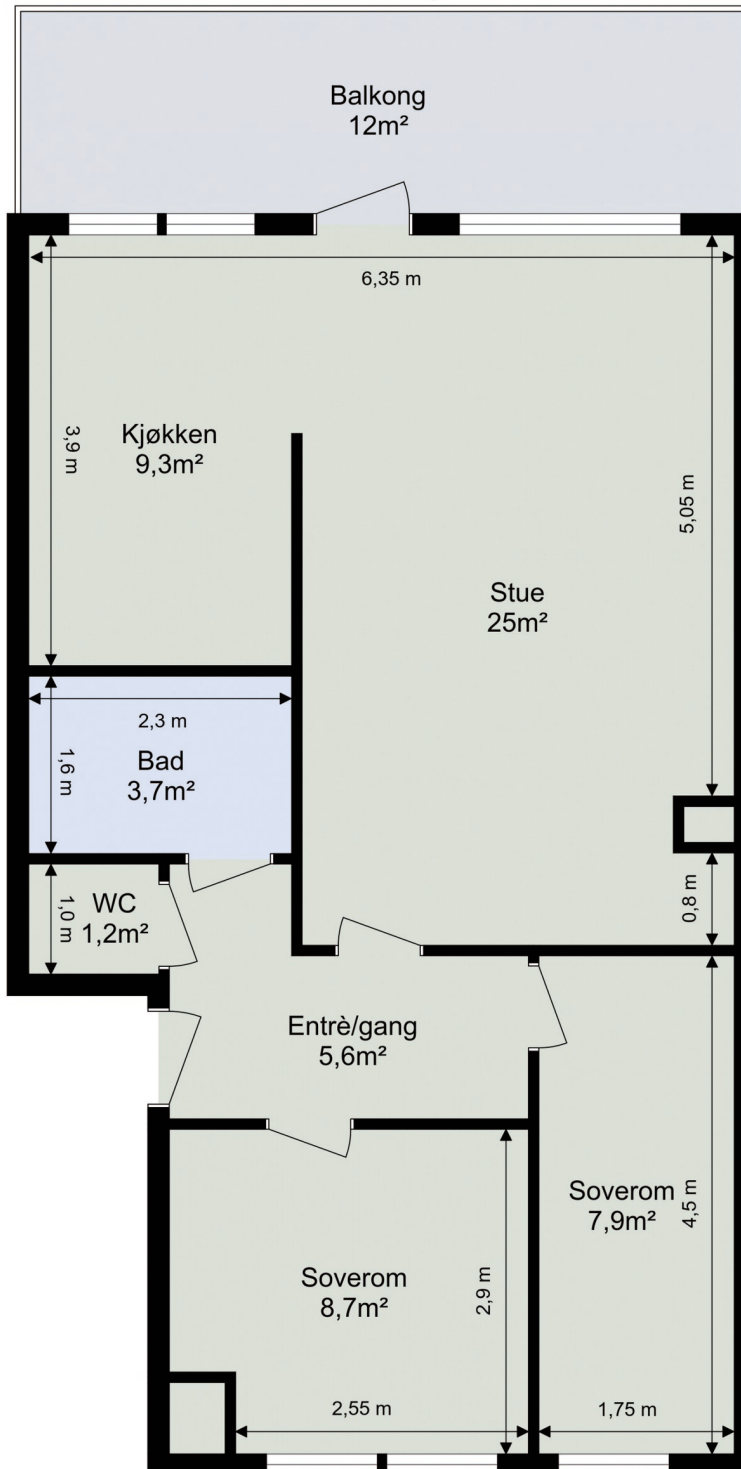 Balkong
12m²
6,35 m
3,9 m
Kjøkken
9,3m²
5,05 m
Stue
25m²
2,3 m
1,6 m
Bad
3,7m²
1,0 m
WC
1,2m²
0,8 m
Entrè/gang
5,6m²
Soverom
7,9m²
4,5 m
Soverom
8,7m²
2,9 m
2,55 m
1,75 m